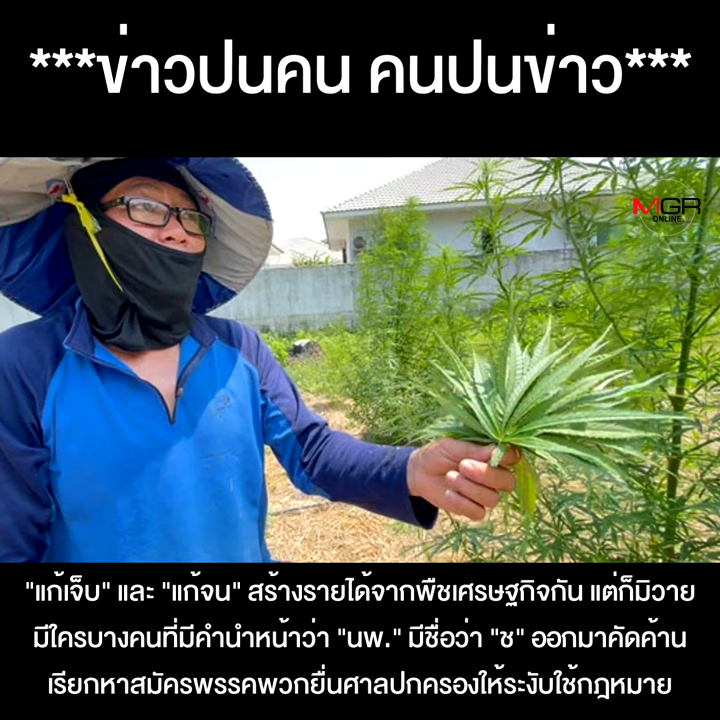 ***ข่าวปนคน คนปนข่าว***
MGR
ONLINE
"แก้เจ็บ" และ "แก้จน" สร้างรายได้จากพืชเศรษฐกิจกัน แต่ก็มิวาย
มีใครบางคนที่มีคำนำหน้าว่า "นพ." มีชื่อว่า "ช" ออกมาคัดค้าน
เรียกหาสมัครพรรคพวกยื่นศาลปกครองให้ระงับใช้กฎหมาย